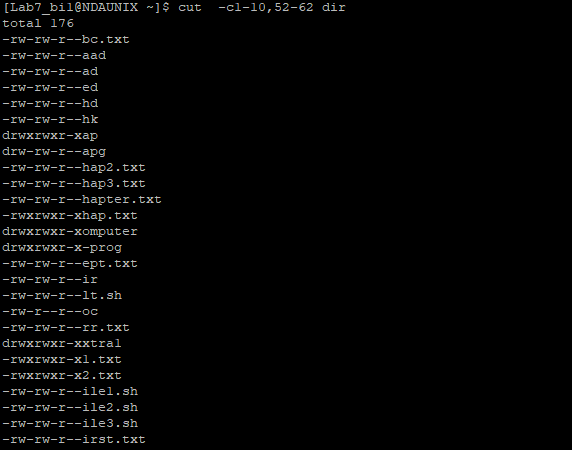 [Lab7_bil@NDAUNIX ~]$ cut  -c1-10,52-62 dir
total 176
-rw-rw-r--bc.txt
-rw-rw-r--aad
-rw-rw-r--ad
-rw-rw-r--ed
-rw-rw-r--hd
-rw-rw-r--hk
drwxrwxr-xap
drw-rw-r--apg
-rw-rw-r--hap2.txt
-rw-rw-r--hap3.txt
-rw-rw-r--hapter.txt
-rwxrwxr-xhap.txt
drwxrwxr-xomputer
drwxrwxr-x-prog
-rw-rw-r--ept.txt
-rw-rw-r--ir
-rw-rw-r--lt.sh
-rw-r--r--oc
-rw-rw-r--rr.txt
drwxrwxr-xxtral
-rwxrwxr-x1.txt
-rwxrwxr-x2.txt
-rw-rw-r--ile1.sh
-rw-rw-r--ile2.sh
-rw-rw-r--ile3.sh
-rw-rw-r--irst.txt